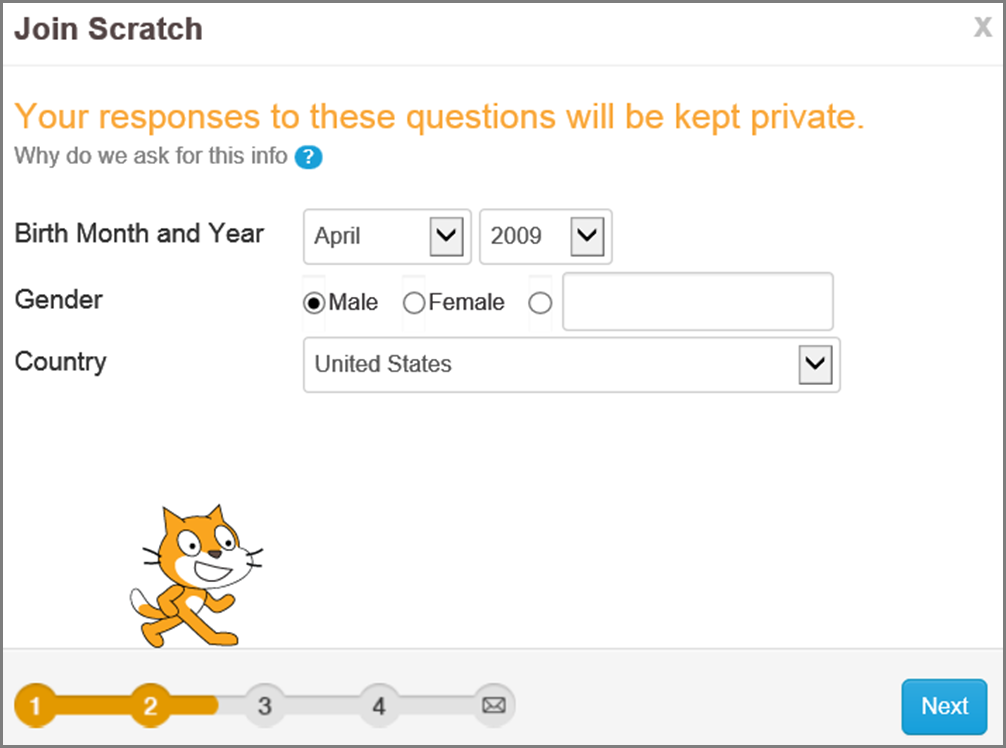 Join Scratch X
Your responses to these questions will be kept private.
Why do we ask for this info ?
Birth Month and Year April 2009
Gender Male Female
Country United States
1 2 3 4 Next